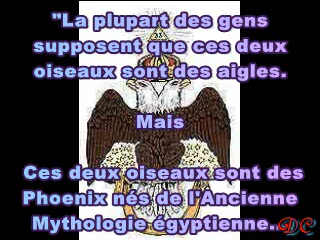 "La plupart des gens
supposent que ces deux
oiseaux sont des aigles.
Mais
Ces deux oiseaux sont des
Phoenix nés de l'Ancienne
Mythologie égyptienne...
DC